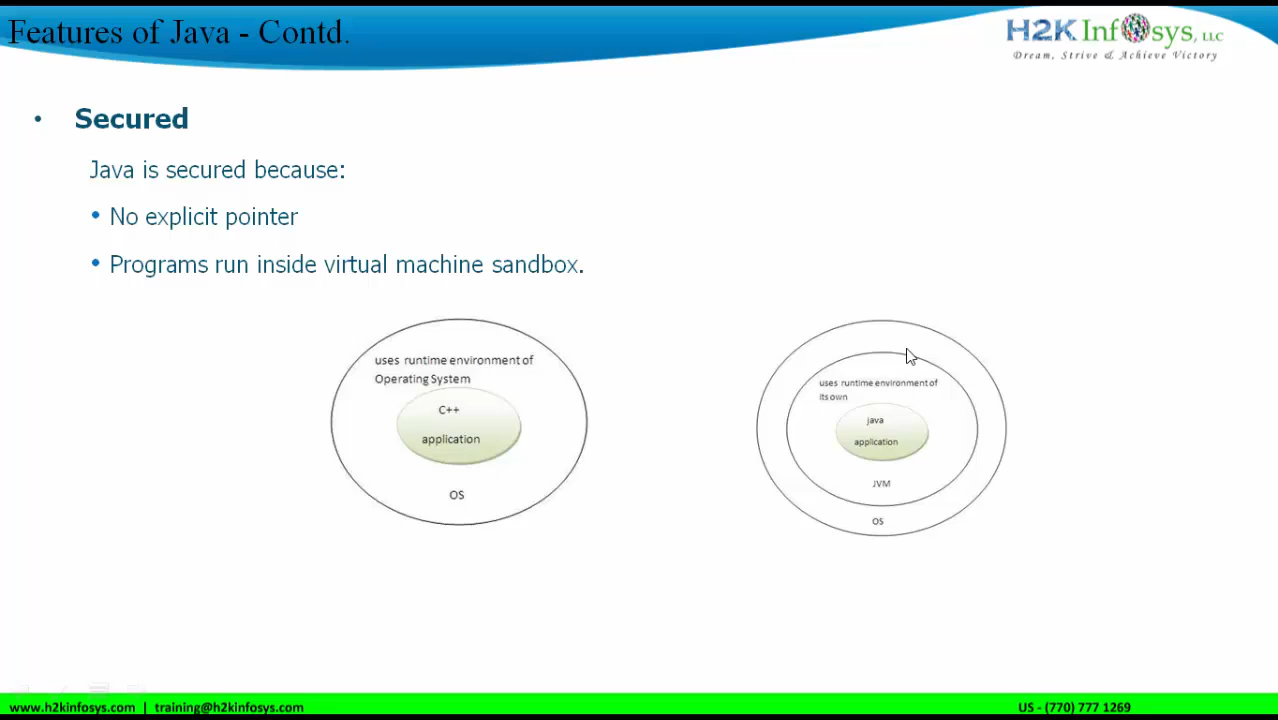 Features of Java - Contd.
H2K Infosys, LLC
Dream, Strive & Achieve Victory
• Secured
Java is secured because:
• No explicit pointer
• Programs run inside virtual machine sandbox.
uses runtime environment of
Operating System
C++
application
OS
uses runtime environment of
its own
java
application
JVM
OS
www.h2kinfosys.com | training@h2kinfosys.com
US - (770) 777 1269